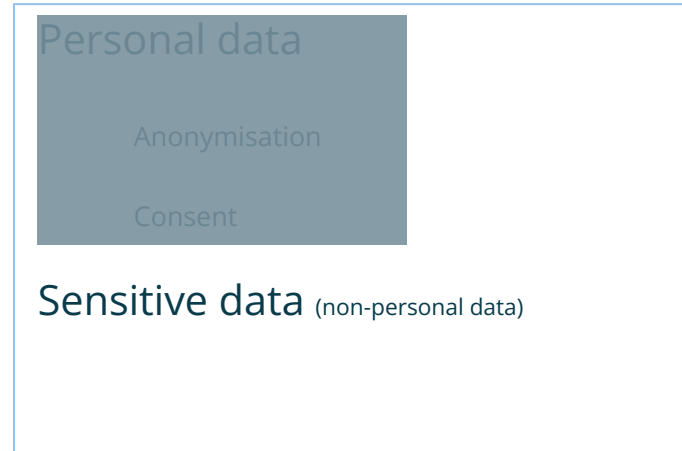 Personal data
Anonymisation
Consent
Sensitive data (non-personal data)